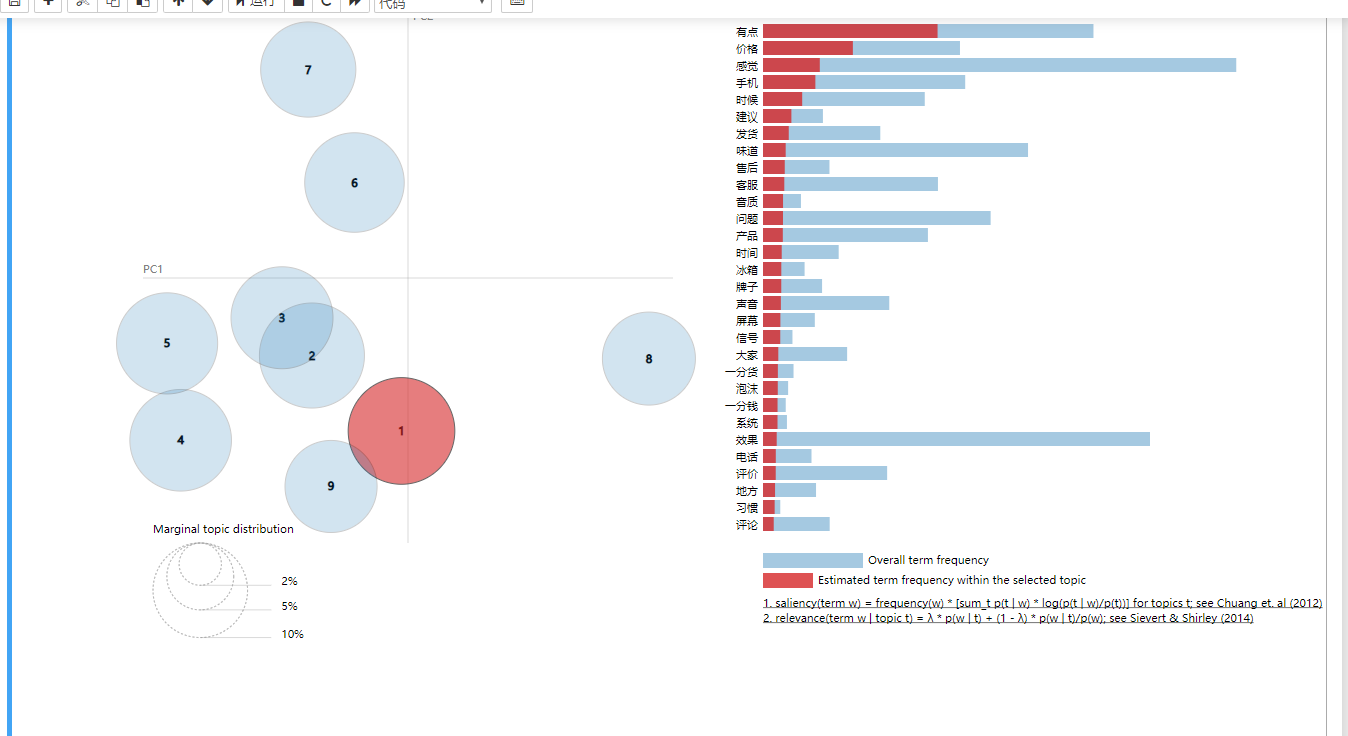 运行
代码
PC2
7
6
PC1
3
5
2
8
4
1
9
Marginal topic distribution
2%
5%
10%
有点
价格
感觉
手机
时候
建议
发货
味道
售后
客服
音质
问题
产品
时间
冰箱
牌子
声音
屏幕
信号
大家
一分货
泡沫
一分钱
系统
效果
电话
评价
地方
习惯
评论
Overall term frequency
Estimated term frequency within the selected topic
1. saliency(term w) = frequency(w) * [sum_t p(t | w) * log(p(t | w)/p(t))] for topics t; see Chuang et. al (2012)
2. relevance(term w | topic t) = λ * p(w | t) + (1 - λ) * p(w | t)/p(w); see Sievert & Shirley (2014)